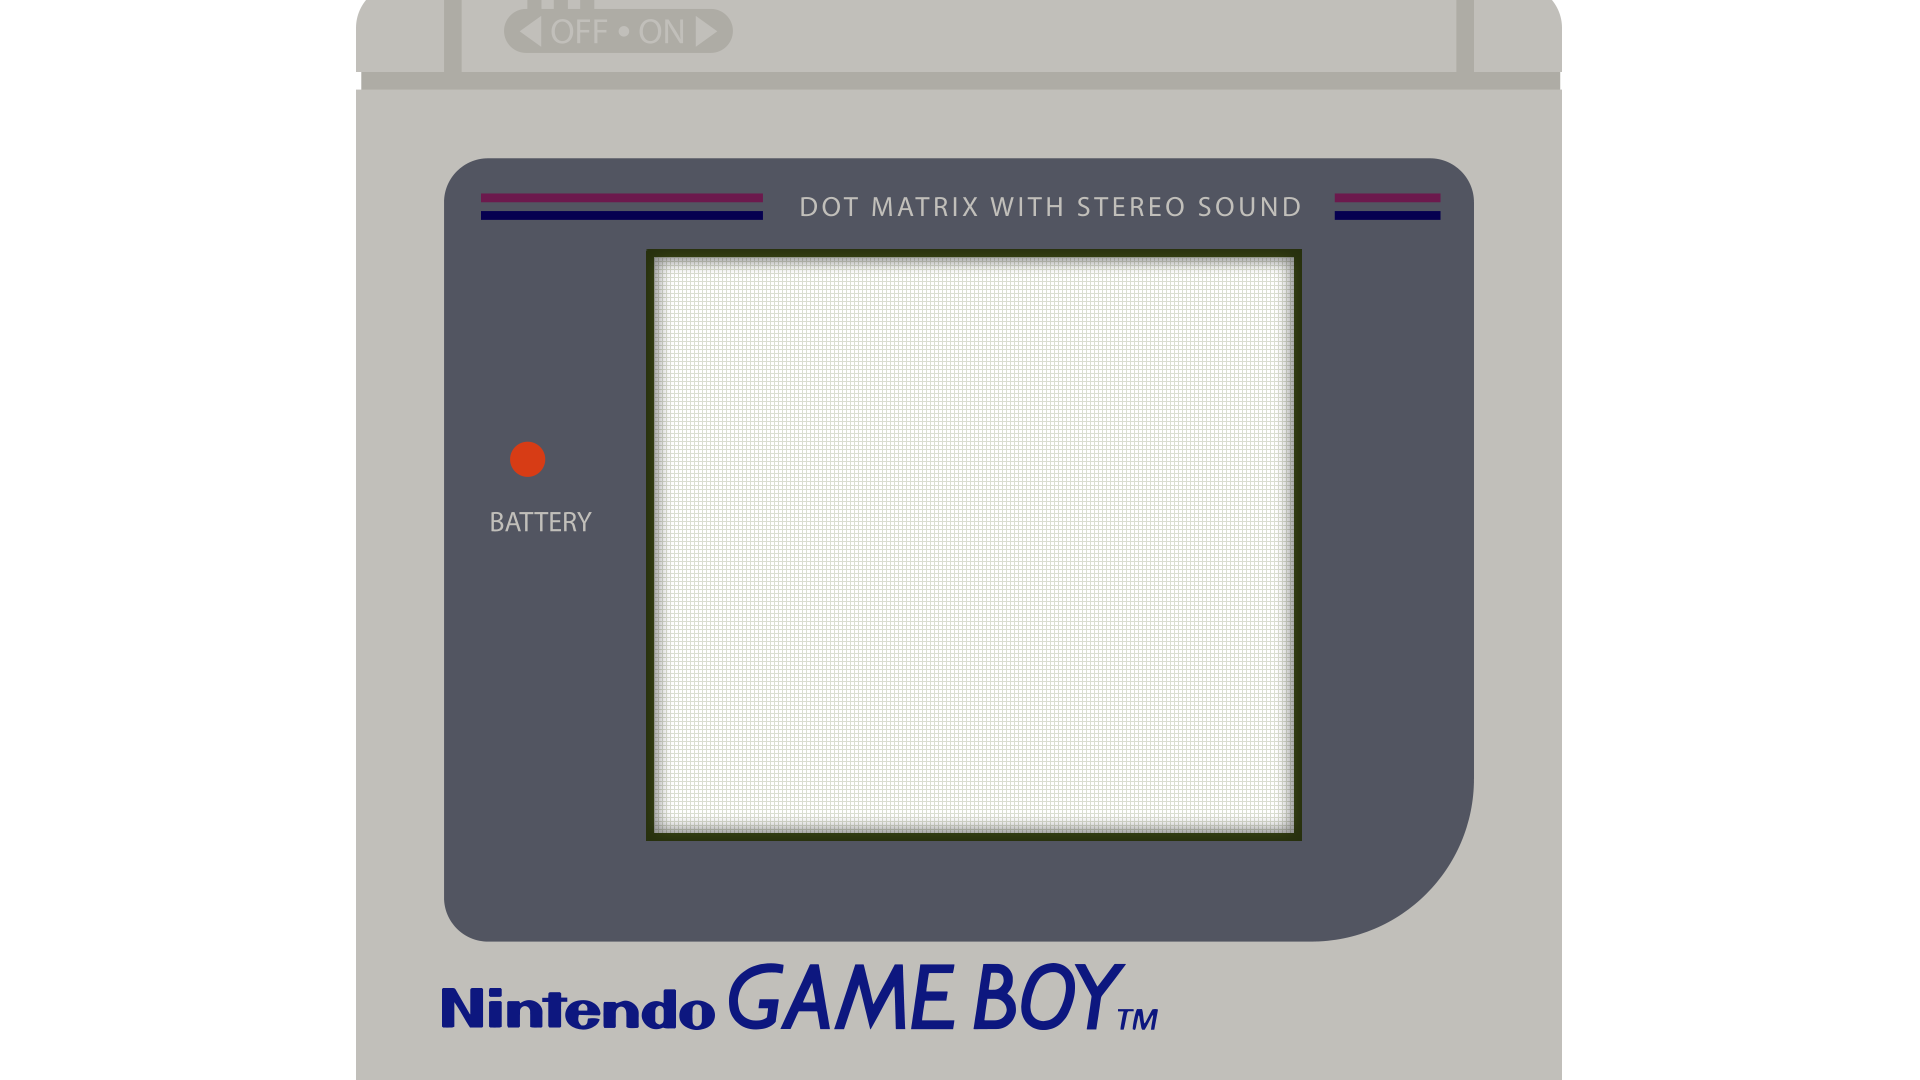 OFF • ON
DOT MATRIX WITH STEREO SOUND
BATTERY
Nintendo GAME BOY TM